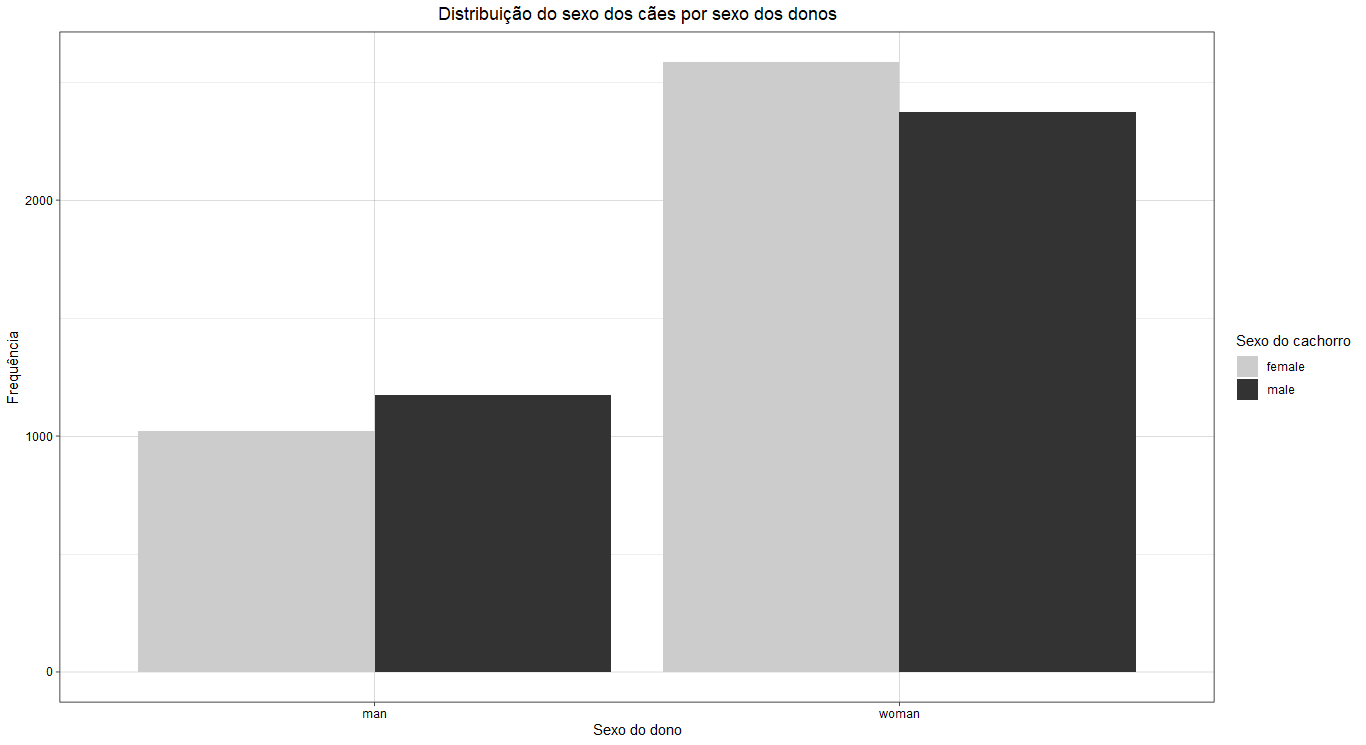 Distribuição do sexo dos cães por sexo dos donos
Frequência
2000
1000
0
man
woman
Sexo do dono
Sexo do cachorro
female
male